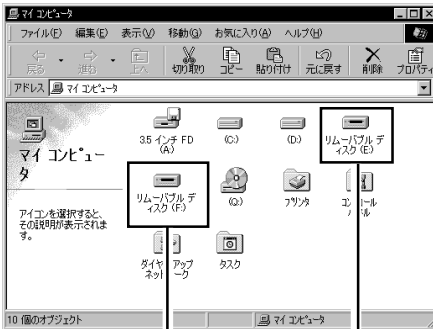 マイ コンピュータ
ファイル(F) 編集(E) 表示(V) 移動(G) お気に入り(A) ヘルプ(H)
戻る 進む 上へ 切り取り コピー 貼り付け 元に戻す 削除 プロパティ
アドレス マイ コンピュータ
マイ コンピュー
タ
アイコンを選択すると、
その説明が表示されま
す。
3.5 インチ FD
(A)
(C:)
(D:)
リムーバブル デ
ィスク (E:)
リムーバブル デ
ィスク (F:)
(Q:)
プリンタ
ダイヤ アップ
ネット ーク
タスク
10 個のオブジェクト
マイ コンピュータ